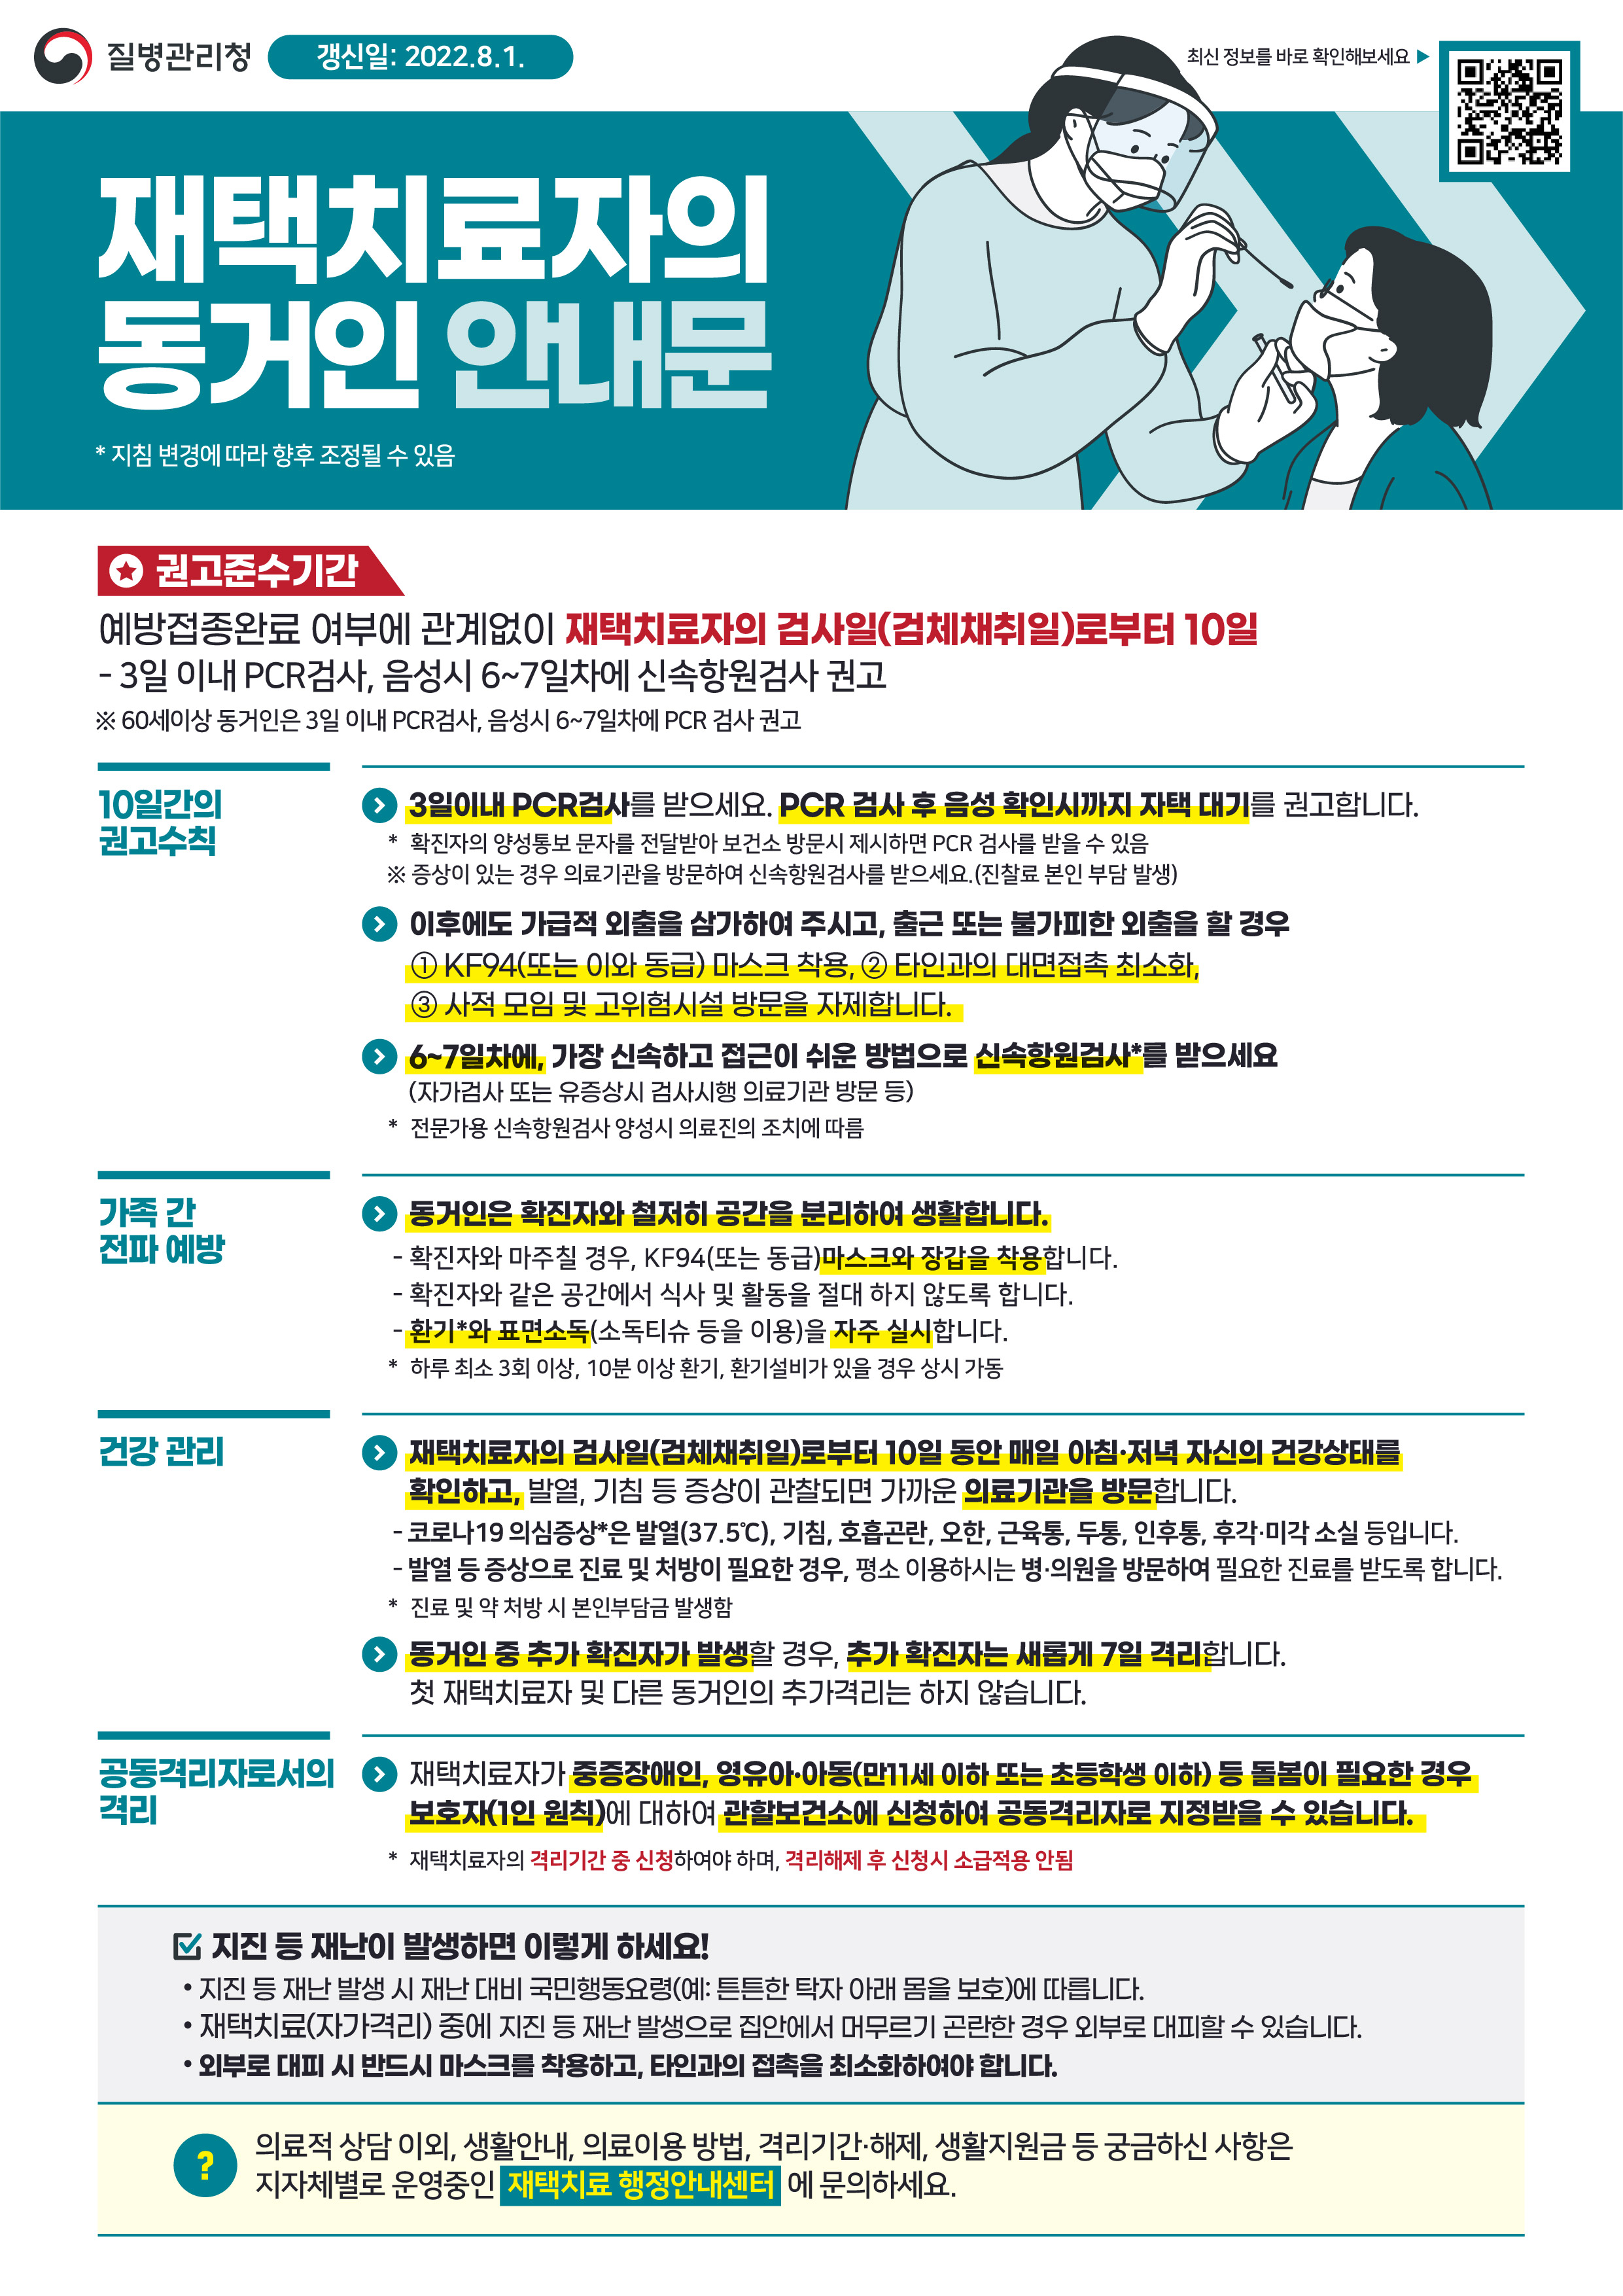 질병관리청
갱신일: 2022.8.1.
최신 정보를 바로 확인해보세요 ▶
재택치료자의
동거인 안내문
* 지침 변경에 따라 향후 조정될 수 있음
권고준수기간
예방접종완료 여부에 관계없이 재택치료자의 검사일(검체채취일)로부터 10일
- 3일 이내 PCR검사, 음성시 6~7일차에 신속항원검사 권고
※ 60세이상 동거인은 3일 이내 PCR검사, 음성시 6~7일차에 PCR 검사 권고
10일간의
권고수칙
3일이내 PCR검사를 받으세요. PCR 검사 후 음성 확인시까지 자택 대기를 권고합니다.
* 확진자의 양성통보 문자를 전달받아 보건소 방문시 제시하면 PCR 검사를 받을 수 있음
※ 증상이 있는 경우 의료기관을 방문하여 신속항원검사를 받으세요.(진찰료 본인 부담 발생)
이후에도 가급적 외출을 삼가하여 주시고, 출근 또는 불가피한 외출을 할 경우
① KF94(또는 이와 동급) 마스크 착용, ② 타인과의 대면접촉 최소화,
③ 사적 모임 및 고위험시설 방문을 자제합니다.
6~7일차에, 가장 신속하고 접근이 쉬운 방법으로 신속항원검사*를 받으세요
(자가검사 또는 유증상시 검사시행 의료기관 방문 등)
* 전문가용 신속항원검사 양성시 의료진의 조치에 따름
가족 간
전파 예방
동거인은 확진자와 철저히 공간을 분리하여 생활합니다.
- 확진자와 마주칠 경우, KF94(또는 동급)마스크와 장갑을 착용합니다.
- 확진자와 같은 공간에서 식사 및 활동을 절대 하지 않도록 합니다.
- 환기*와 표면소독(소독티슈 등을 이용)을 자주 실시합니다.
* 하루 최소 3회 이상, 10분 이상 환기, 환기설비가 있을 경우 상시 가동
건강 관리
재택치료자의 검사일(검체채취일)로부터 10일 동안 매일 아침·저녁 자신의 건강상태를
확인하고, 발열, 기침 등 증상이 관찰되면 가까운 의료기관을 방문합니다.
- 코로나19 의심증상*은 발열(37.5℃), 기침, 호흡곤란, 오한, 근육통, 두통, 인후통, 후각·미각 소실 등입니다.
- 발열 등 증상으로 진료 및 처방이 필요한 경우, 평소 이용하시는 병·의원을 방문하여 필요한 진료를 받도록 합니다.
* 진료 및 약 처방 시 본인부담금 발생함
동거인 중 추가 확진자가 발생할 경우, 추가 확진자는 새롭게 7일 격리합니다.
첫 재택치료자 및 다른 동거인의 추가격리는 하지 않습니다.
공동격리자로서의
격리
재택치료자가 중증장애인, 영유아·아동(만11세 이하 또는 초등학생 이하) 등 돌봄이 필요한 경우
보호자(1인 원칙)에 대하여 관할보건소에 신청하여 공동격리자로 지정받을 수 있습니다.
* 재택치료자의 격리기간 중 신청하여야 하며, 격리해제 후 신청시 소급적용 안됨
지진 등 재난이 발생하면 이렇게 하세요!
• 지진 등 재난 발생 시 재난 대비 국민행동요령(예: 튼튼한 탁자 아래 몸을 보호)에 따릅니다.
• 재택치료(자가격리) 중에 지진 등 재난 발생으로 집안에서 머무르기 곤란한 경우 외부로 대피할 수 있습니다.
• 외부로 대피 시 반드시 마스크를 착용하고, 타인과의 접촉을 최소화하여야 합니다.
?
의료적 상담 이외, 생활안내, 의료이용 방법, 격리기간·해제, 생활지원금 등 궁금하신 사항은
지자체별로 운영중인 재택치료 행정안내센터 에 문의하세요.